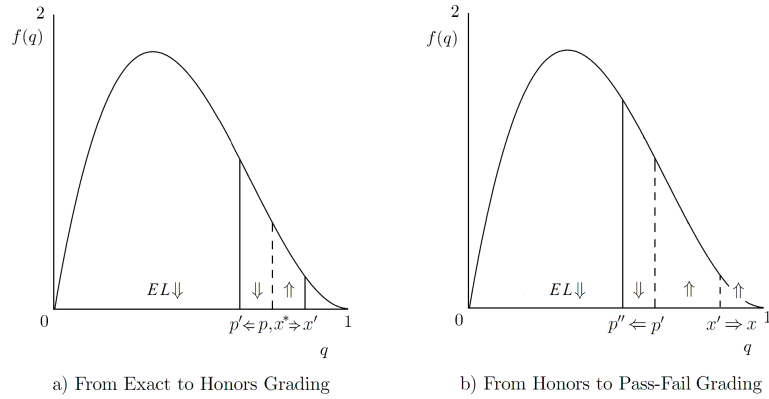 2
f(q)
EL⇓ ⇓ ⇑
0 p′⇐p,x*⇒x′ 1
q
a) From Exact to Honors Grading
2
f(q)
EL⇓ ⇓ ⇑ ⇑
0 p″ ⇐ p′ x′ ⇒ x 1
q
b) From Honors to Pass-Fail Grading